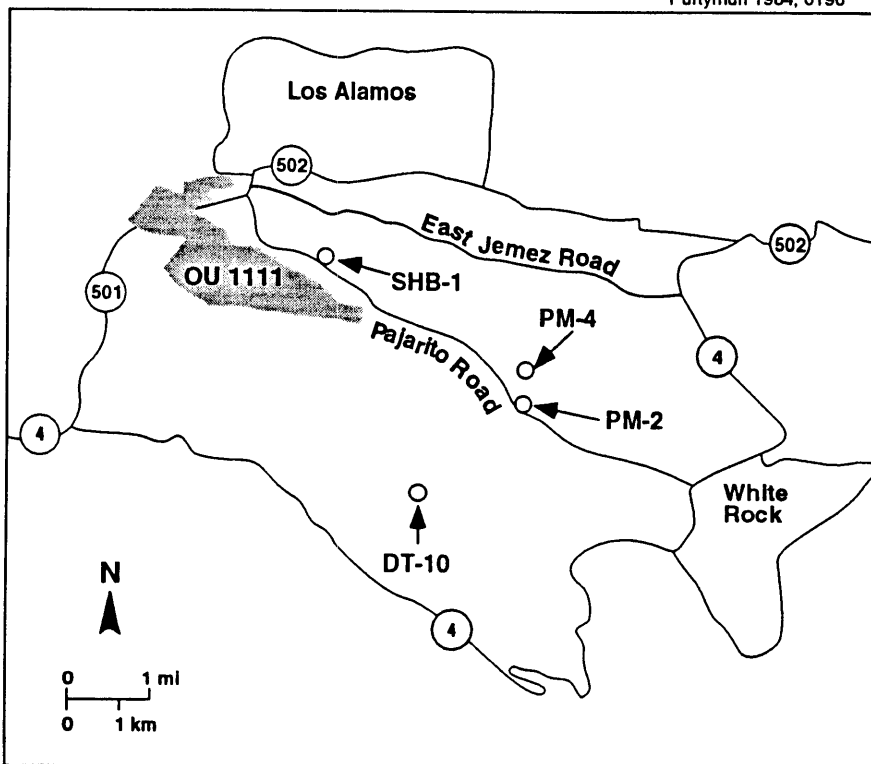 Los Alamos
502
East Jemez Road
502
OU 1111
SHB-1
501
PM-4
Pajarito Road
4
PM-2
4
White
Rock
DT-10
N
4
0 1 mi
0 1 km